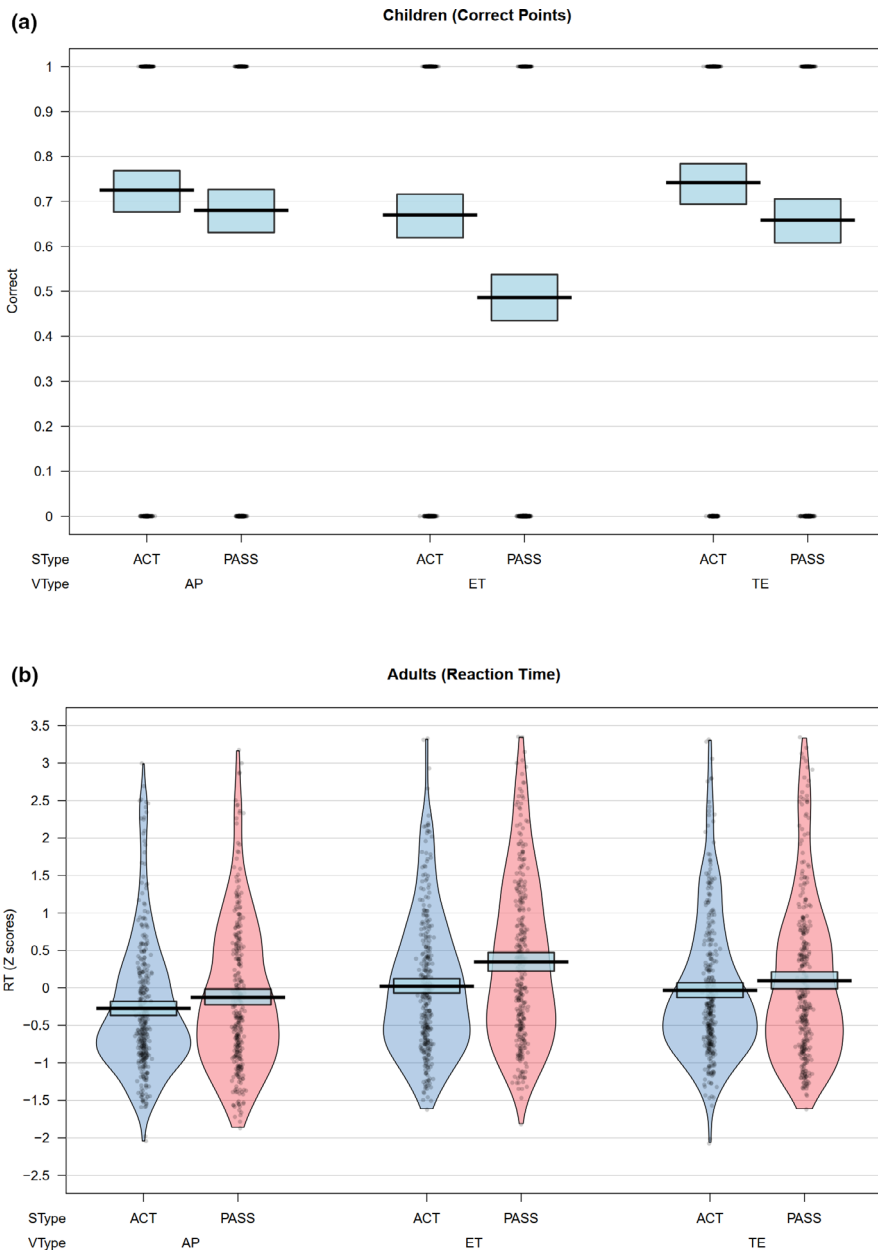 (a)
Children (Correct Points)
1
0.9
0.8
0.7
0.6
0.5
0.4
0.3
0.2
0.1
0
Correct
SType ACT PASS ACT PASS ACT PASS
VType AP ET TE
(b)
Adults (Reaction Time)
3.5
2.5
2
1.5
1
0.5
0
−0.5
−1
−1.5
−2
−2.5
RT (Z scores)
SType ACT PASS ACT PASS ACT PASS
VType AP ET TE